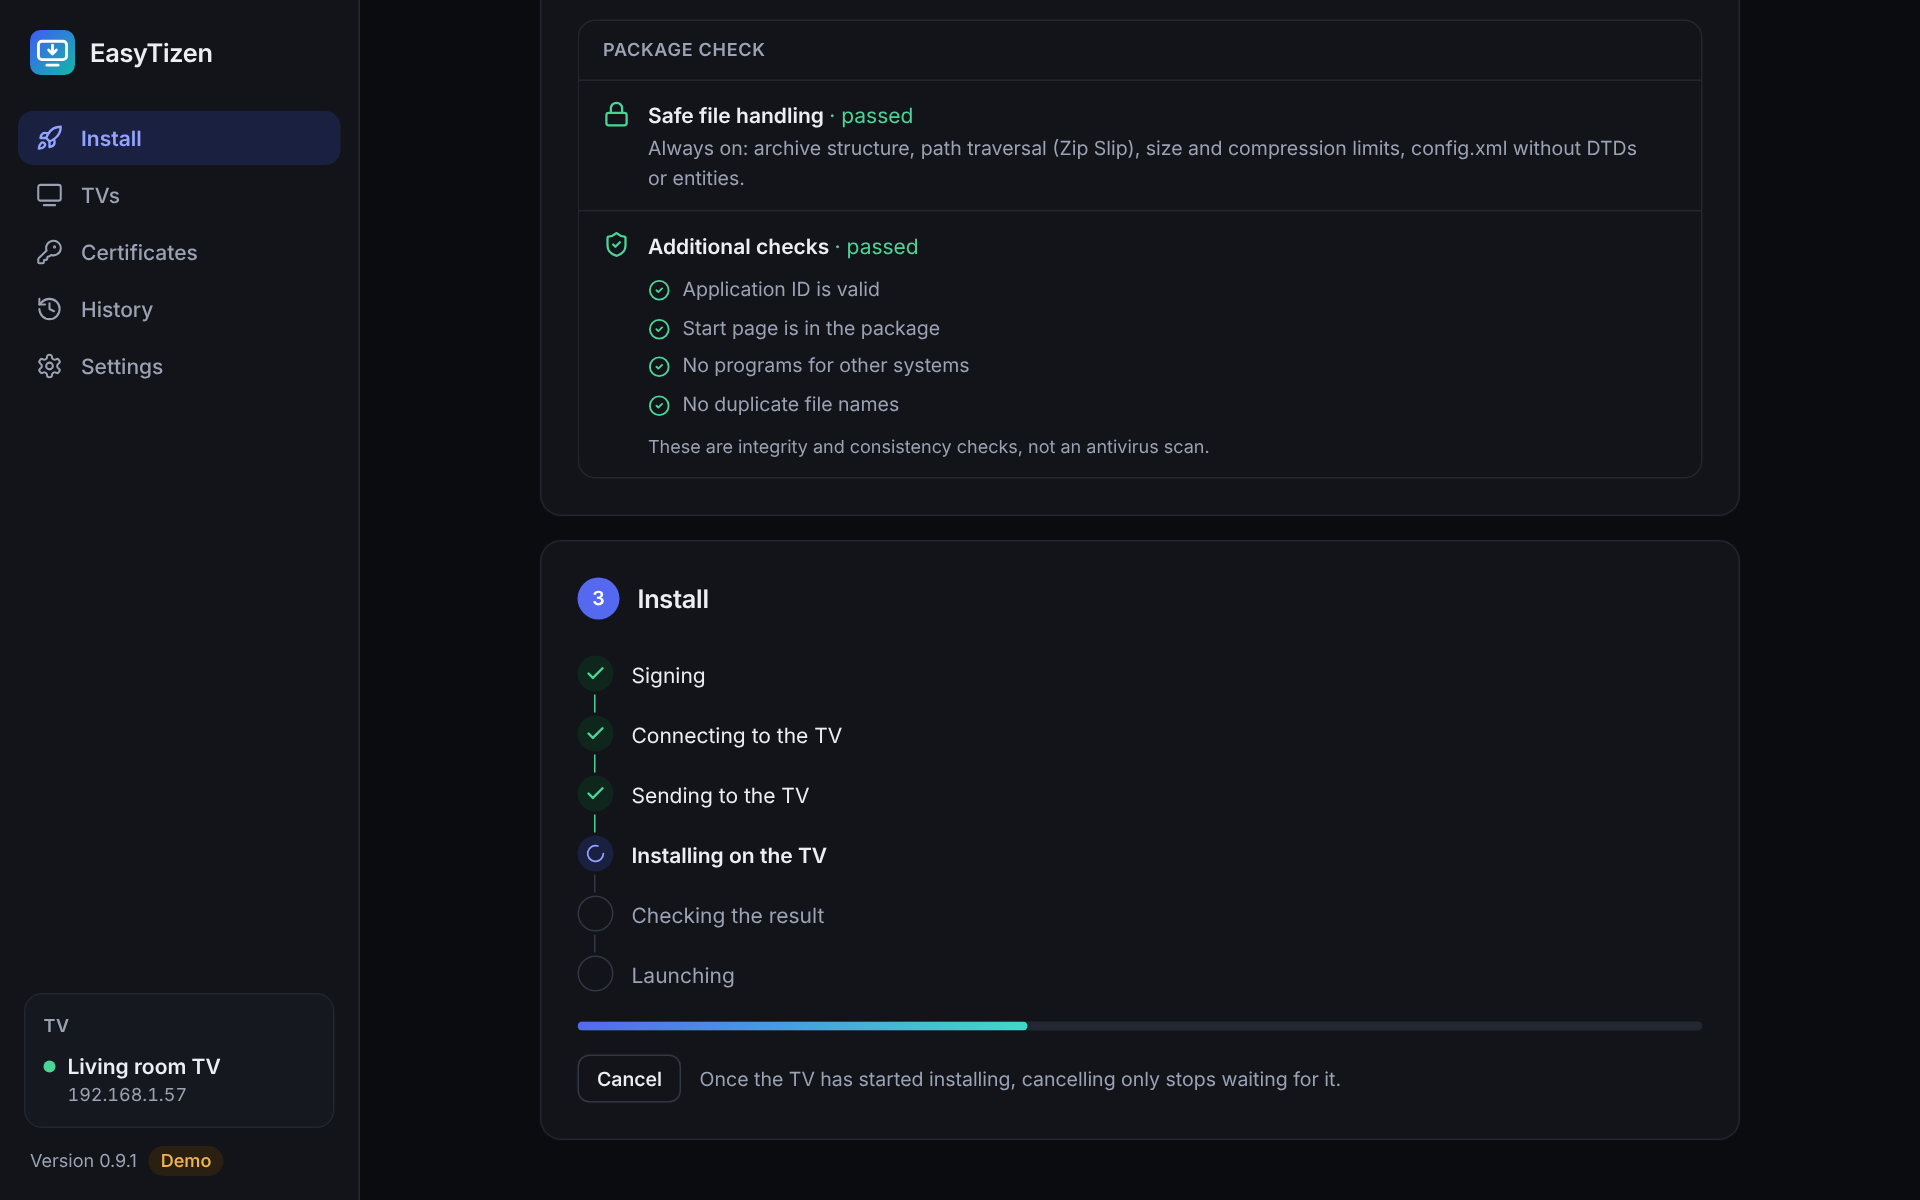 EasyTizen
Install
TVs
Certificates
History
Settings
TV
Living room TV
192.168.1.57
Version 0.9.1 Demo
PACKAGE CHECK
Safe file handling · passed
Always on: archive structure, path traversal (Zip Slip), size and compression limits, config.xml without DTDs
or entities.
Additional checks · passed
Application ID is valid
Start page is in the package
No programs for other systems
No duplicate file names
These are integrity and consistency checks, not an antivirus scan.
3 Install
Signing
Connecting to the TV
Sending to the TV
Installing on the TV
Checking the result
Launching
Cancel Once the TV has started installing, cancelling only stops waiting for it.